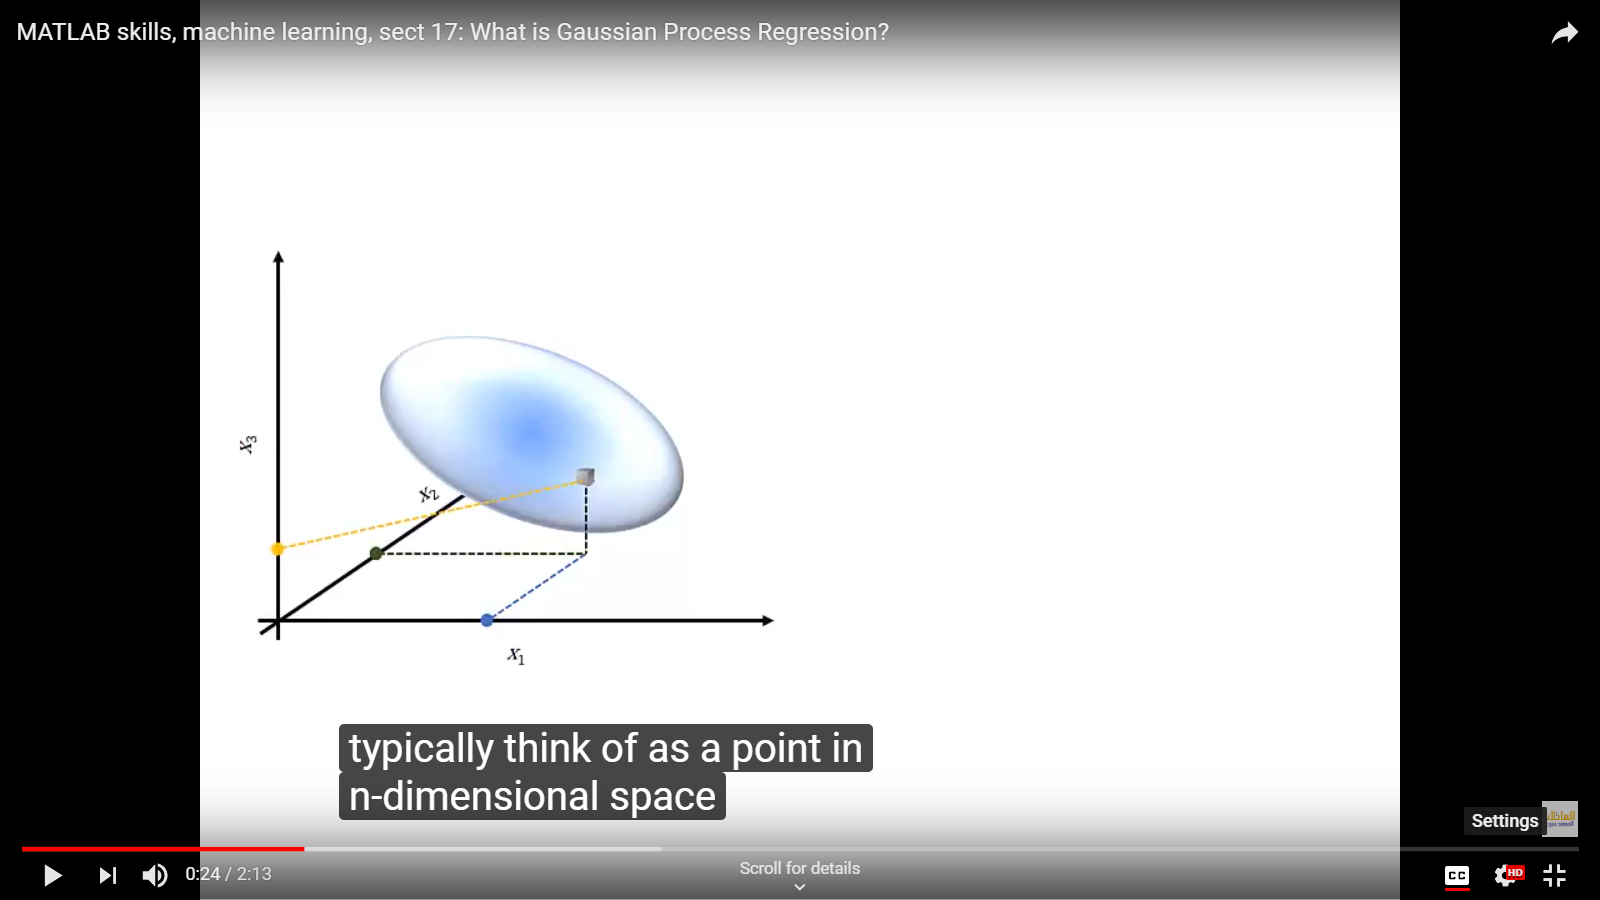 MATLAB skills, machine learning, sect 17: What is Gaussian Process Regression?
x3
x2
x1
typically think of as a point in
n-dimensional space
Settings
0:24 / 2:13
Scroll for details
CC
HD